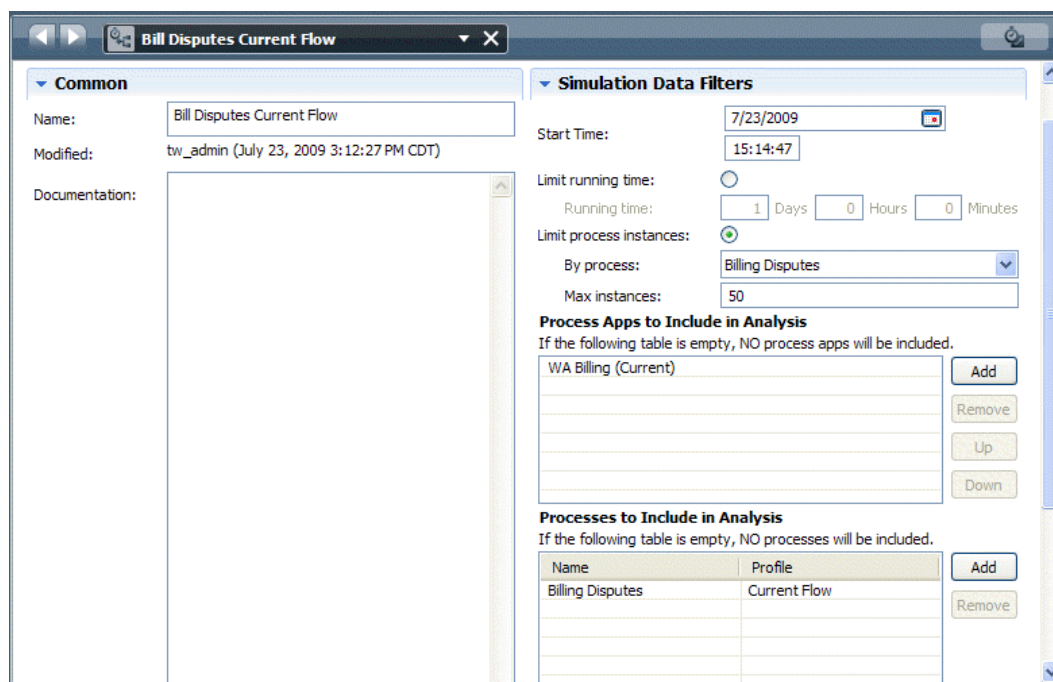 Bill Disputes Current Flow
Common
Name:
Bill Disputes Current Flow
Modified:
tw_admin (July 23, 2009 3:12:27 PM CDT)
Documentation:
Simulation Data Filters
Start Time:
7/23/2009
15:14:47
Limit running time:
Running time:
1 Days 0 Hours 0 Minutes
Limit process instances:
By process:
Billing Disputes
Max instances:
50
Process Apps to Include in Analysis
If the following table is empty, NO process apps will be included.
WA Billing (Current)
Add
Remove
Up
Down
Processes to Include in Analysis
If the following table is empty, NO processes will be included.
Name Profile
Billing Disputes Current Flow
Add
Remove